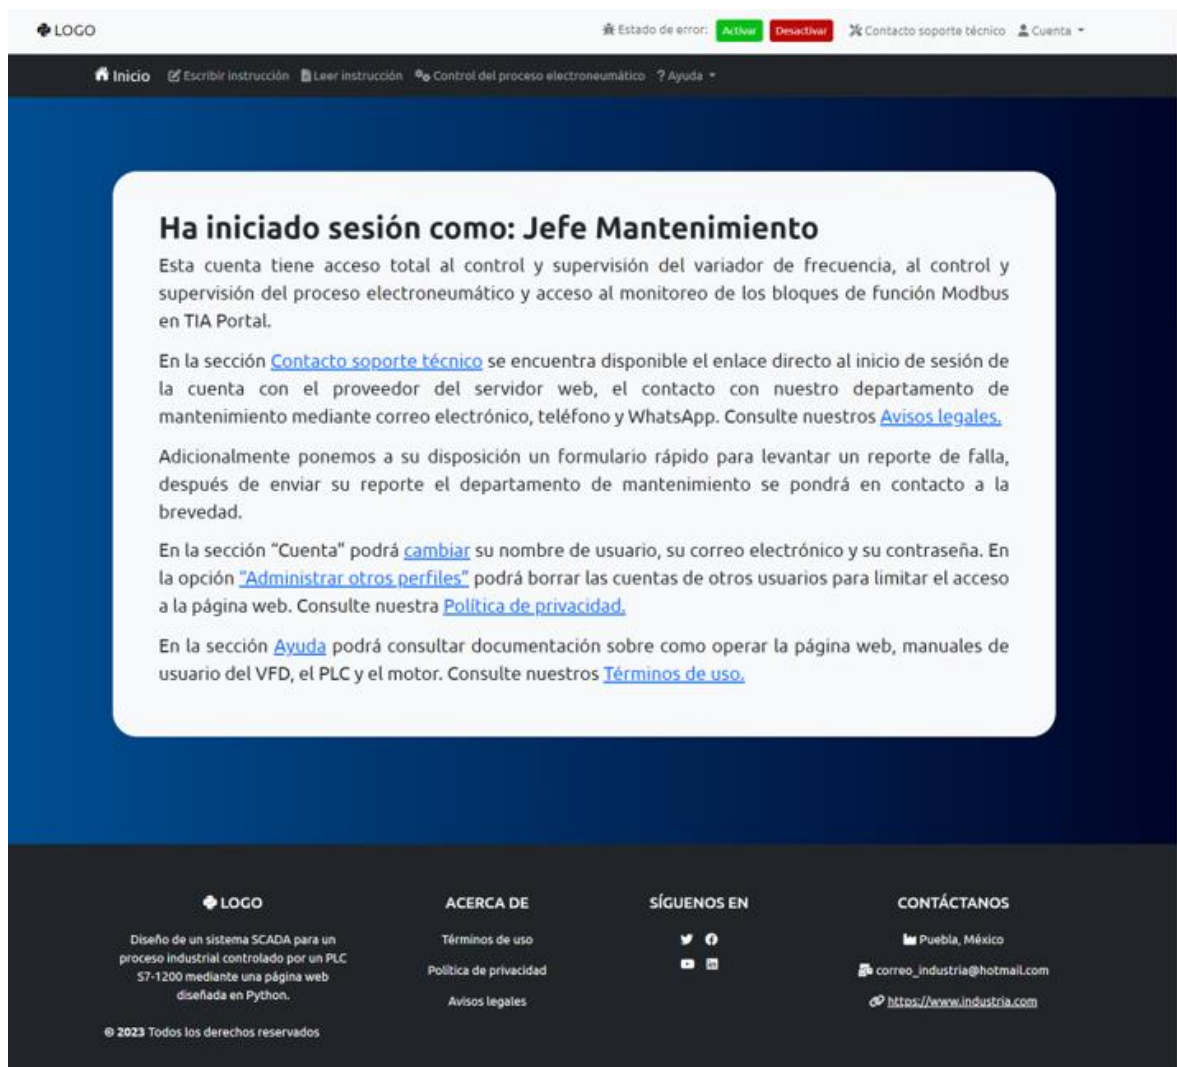 LOGO
Estado de error: Activar Desactivar Contacto soporte técnico Cuenta
Inicio Escribir instrucción Leer instrucción Control del proceso electroneumático ? Ayuda
Ha iniciado sesión como: Jefe Mantenimiento
Esta cuenta tiene acceso total al control y supervisión del variador de frecuencia, al control y
supervisión del proceso electroneumático y acceso al monitoreo de los bloques de función Modbus
en TIA Portal.
En la sección Contacto soporte técnico se encuentra disponible el enlace directo al inicio de sesión de
la cuenta con el proveedor del servidor web, el contacto con nuestro departamento de
mantenimiento mediante correo electrónico, teléfono y WhatsApp. Consulte nuestros Avisos legales.
Adicionalmente ponemos a su disposición un formulario rápido para levantar un reporte de falla,
después de enviar su reporte el departamento de mantenimiento se pondrá en contacto a la
brevedad.
En la sección “Cuenta” podrá cambiar su nombre de usuario, su correo electrónico y su contraseña. En
la opción “Administrar otros perfiles” podrá borrar las cuentas de otros usuarios para limitar el acceso
a la página web. Consulte nuestra Política de privacidad.
En la sección Ayuda podrá consultar documentación sobre como operar la página web, manuales de
usuario del VFD, el PLC y el motor. Consulte nuestros Términos de uso.
LOGO
Diseño de un sistema SCADA para un
proceso industrial controlado por un PLC
S7-1200 mediante una página web
diseñada en Python.
© 2023 Todos los derechos reservados
ACERCA DE
Términos de uso
Política de privacidad
Avisos legales
SÍGUENOS EN
CONTÁCTANOS
Puebla, México
correo_industria@hotmail.com
https://www.industria.com